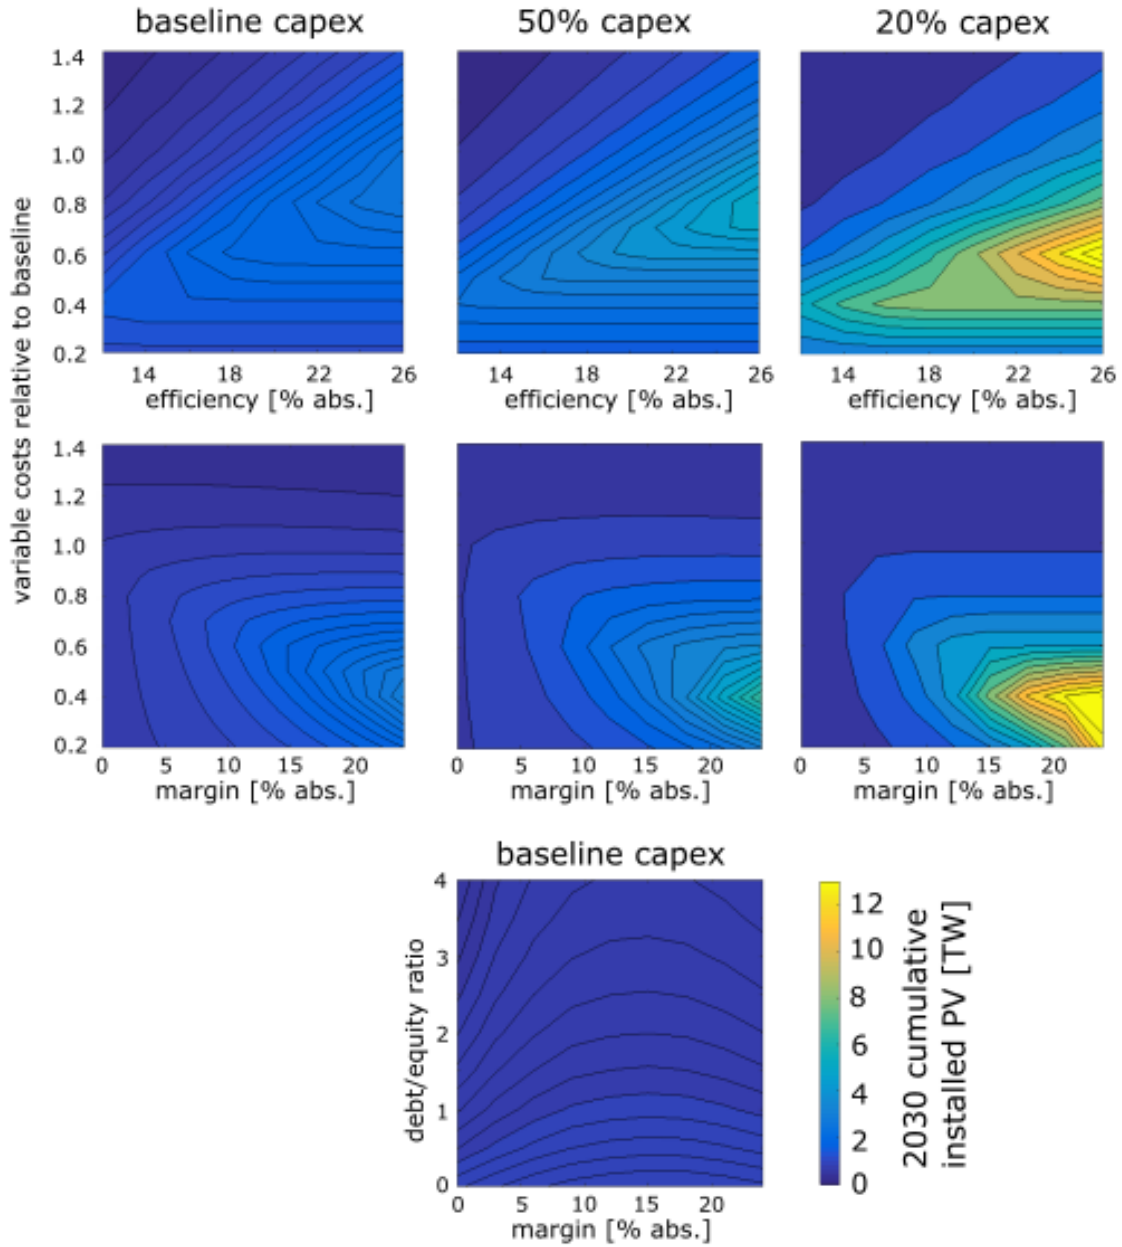 baseline capex 50% capex 20% capex
variable costs relative to baseline
1.4
1.2
1.0
0.8
0.6
0.4
0.2
14 18 22 26 14 18 22 26 14 18 22 26
efficiency [% abs.] efficiency [% abs.] efficiency [% abs.]
1.4
1.2
1.0
0.8
0.6
0.4
0.2
0 5 10 15 20 0 5 10 15 20 0 5 10 15 20
margin [% abs.] margin [% abs.] margin [% abs.]
baseline capex
debt/equity ratio
4
3
2
1
0
0 5 10 15 20
margin [% abs.]
12
10
8
6
4
2
0
2030 cumulative
installed PV [TW]